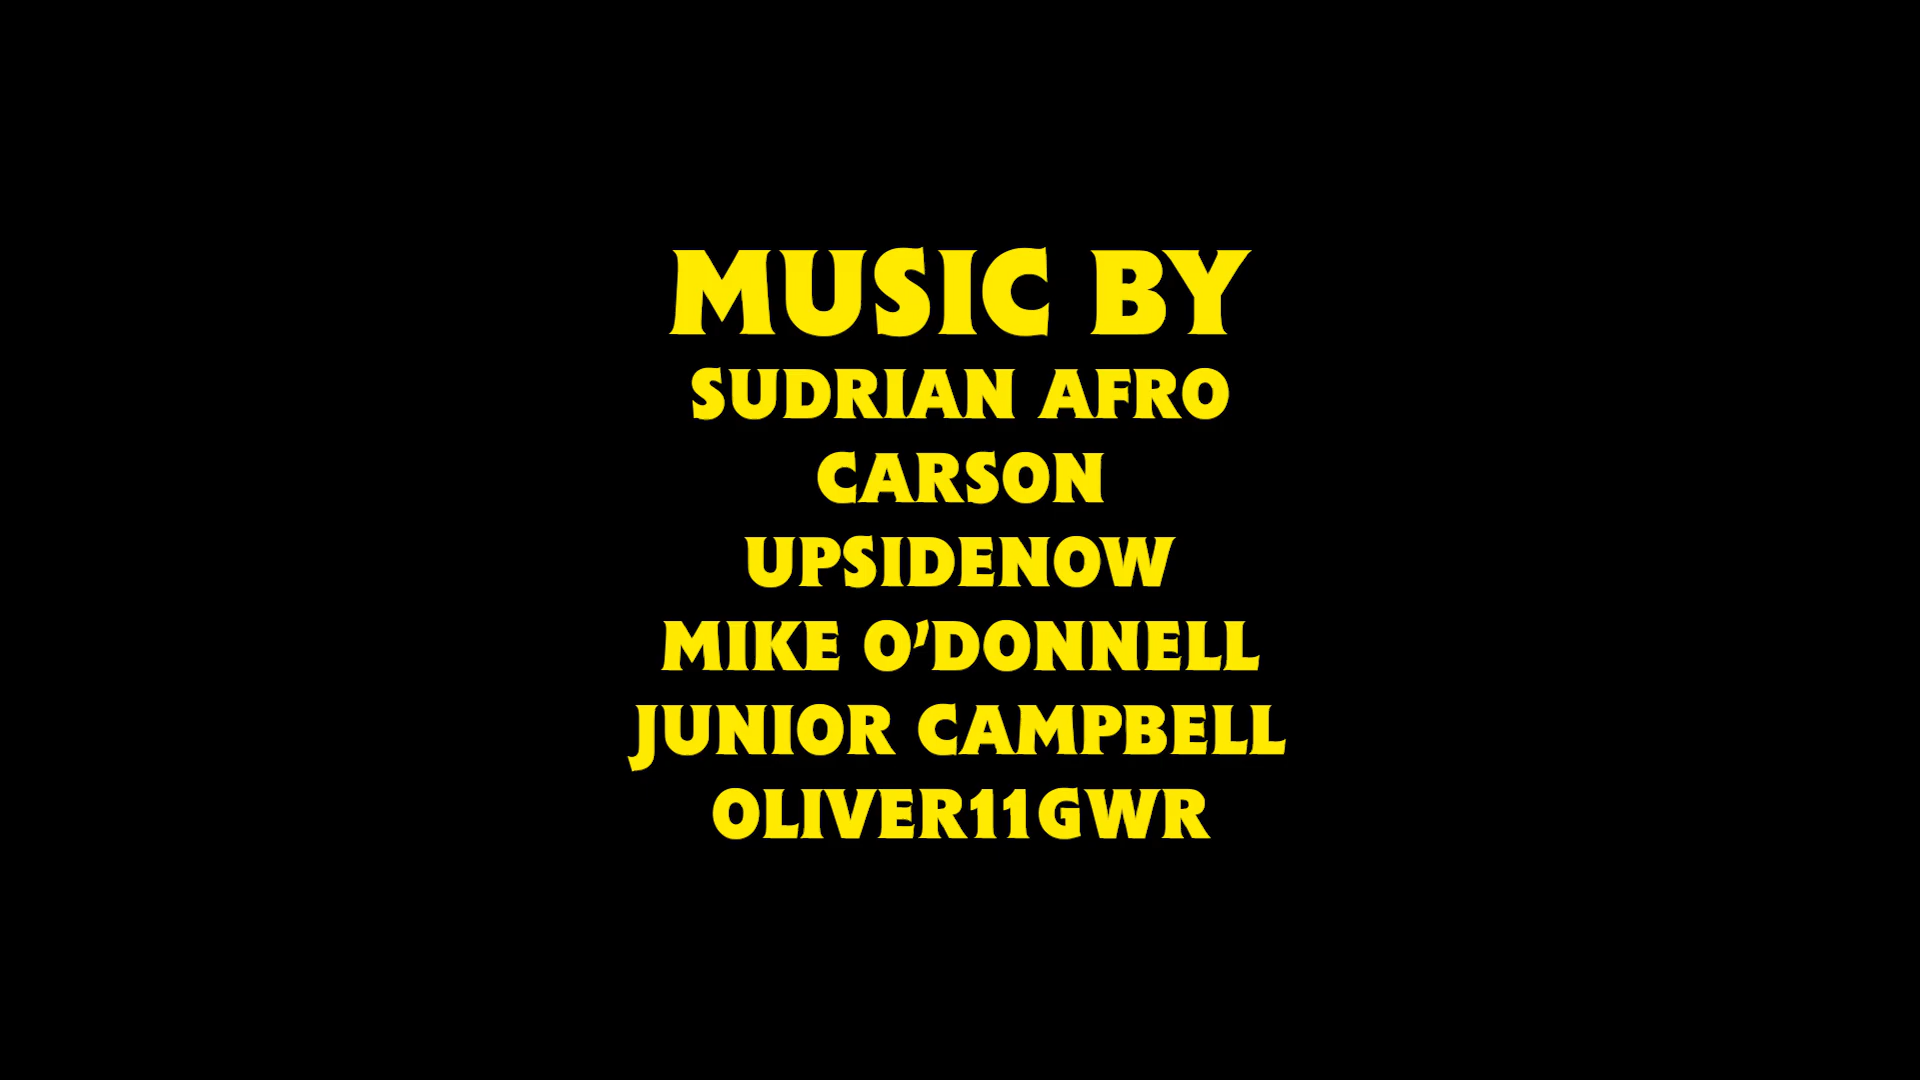 MUSIC BY
SUDRIAN AFRO
CARSON
UPSIDENOW
MIKE O’DONNELL
JUNIOR CAMPBELL
OLIVER11GWR